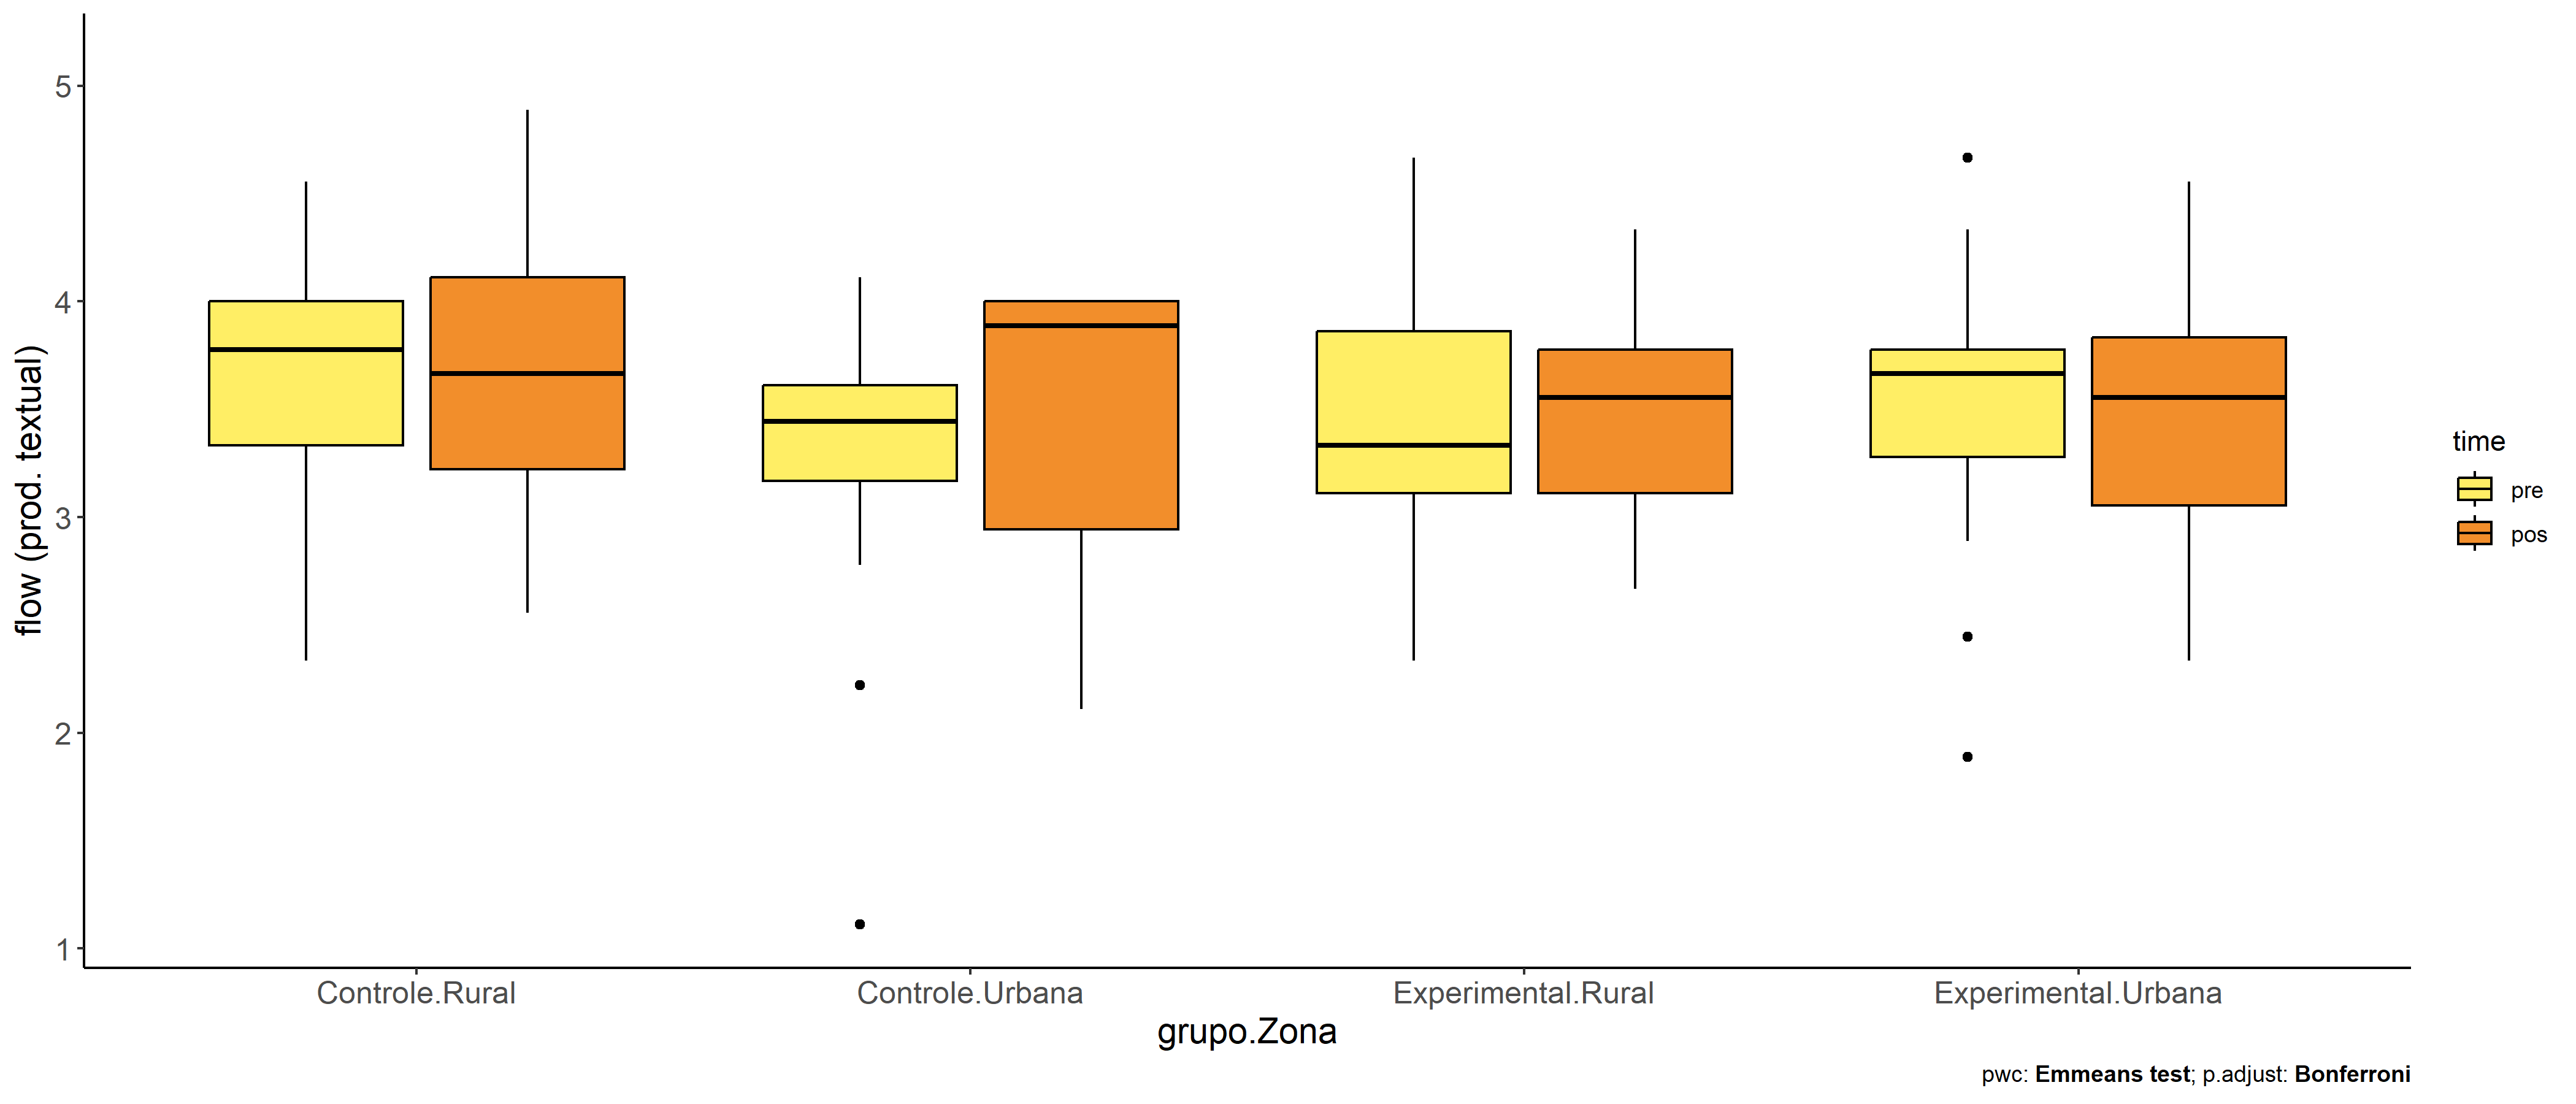 flow (prod. textual)
5
4
3
2
1
Controle.Rural
Controle.Urbana
Experimental.Rural
Experimental.Urbana
grupo.Zona
time
pre
pos
pwc: Emmeans test; p.adjust: Bonferroni